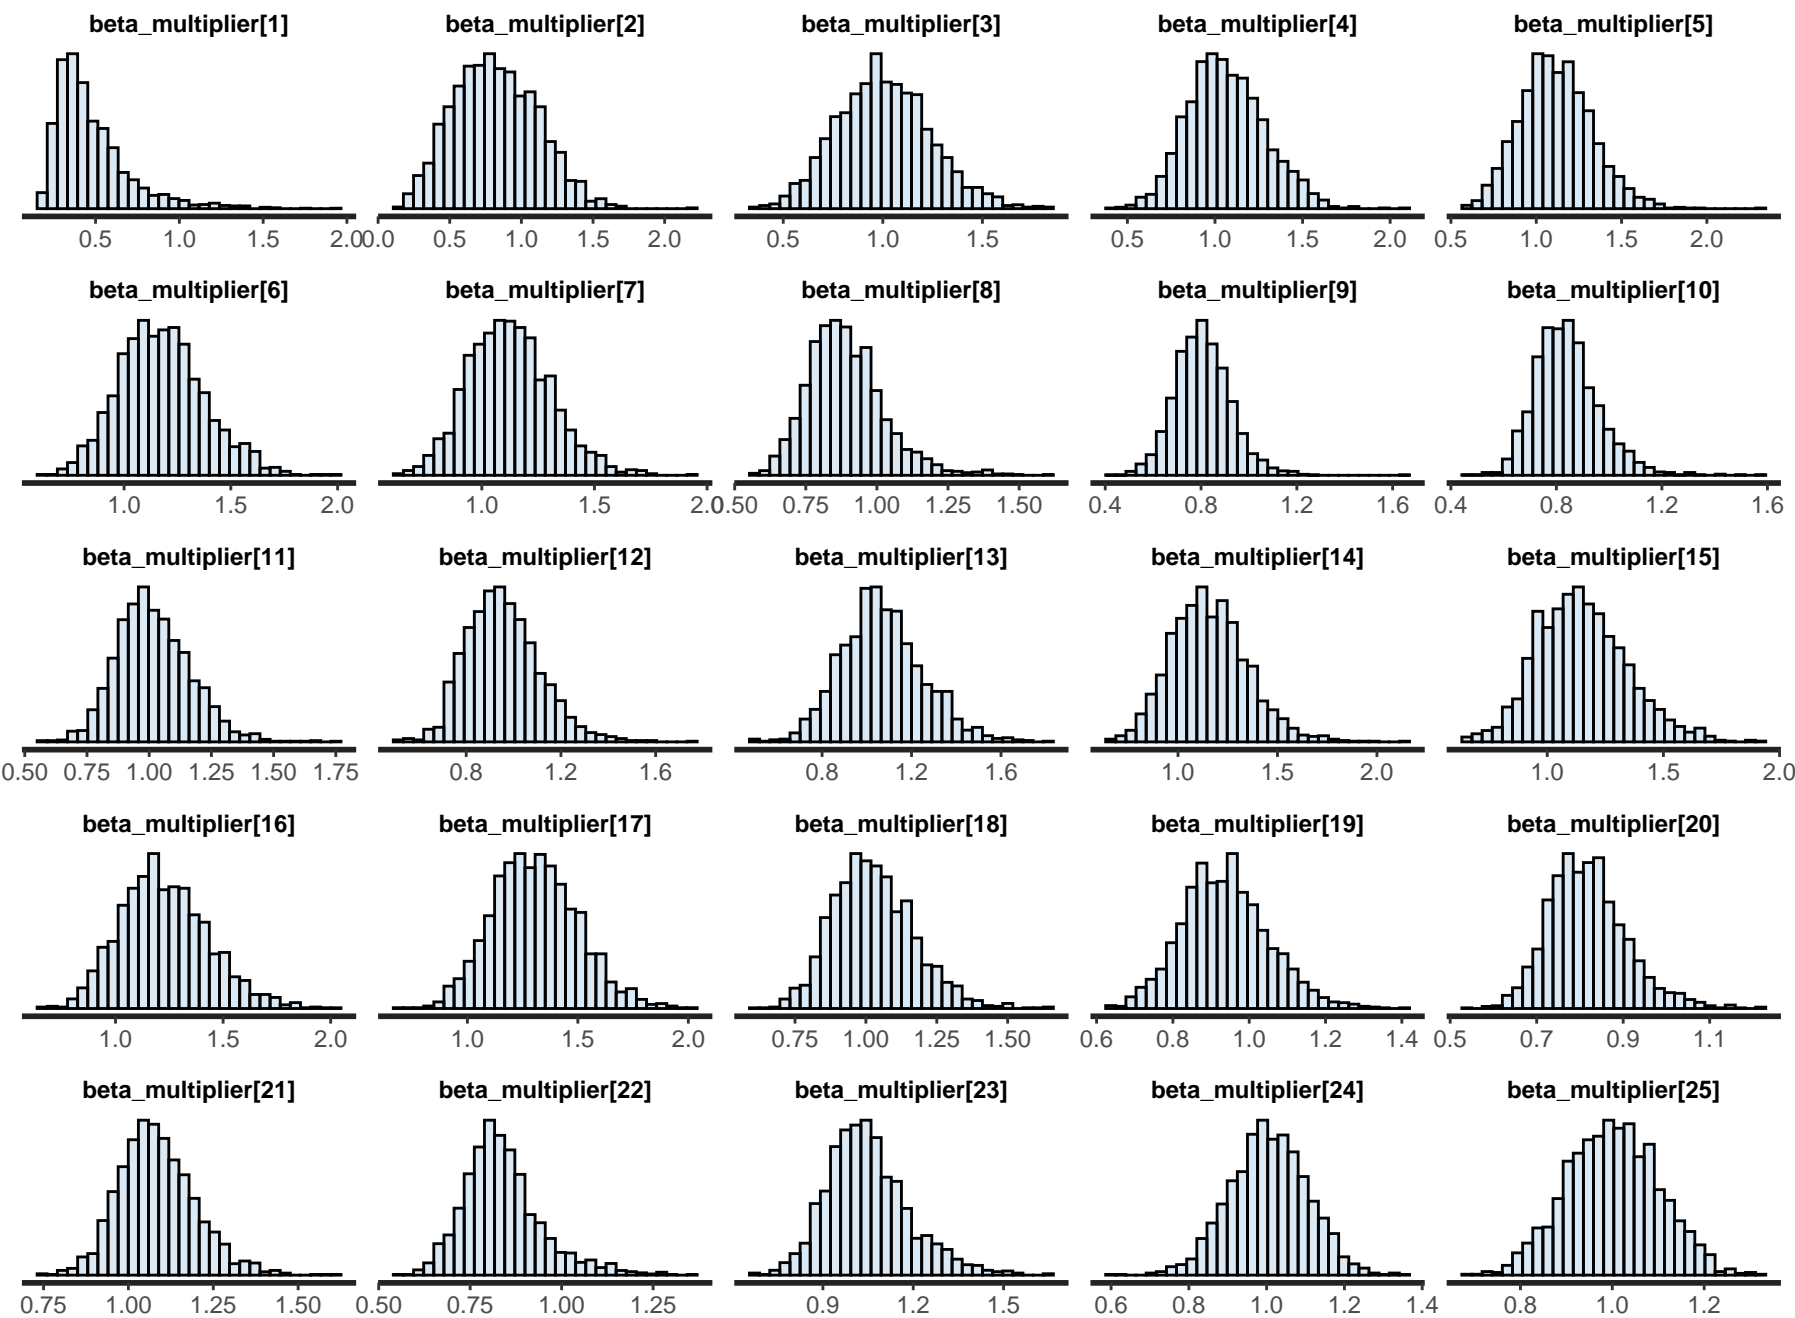 beta_multiplier[1] beta_multiplier[2] beta_multiplier[3] beta_multiplier[4] beta_multiplier[5]
0.5 1.0 1.5 2.0 0.0 0.5 1.0 1.5 2.0 0.5 1.0 1.5 0.5 1.0 1.5 2.0 0.5 1.0 1.5 2.0
beta_multiplier[6] beta_multiplier[7] beta_multiplier[8] beta_multiplier[9] beta_multiplier[10]
1.0 1.5 2.0 1.0 1.5 2.0 0.50 0.75 1.00 1.25 1.50 0.4 0.8 1.2 1.6 0.4 0.8 1.2 1.6
beta_multiplier[11] beta_multiplier[12] beta_multiplier[13] beta_multiplier[14] beta_multiplier[15]
0.50 0.75 1.00 1.25 1.50 1.75 0.8 1.2 1.6 0.8 1.2 1.6 1.0 1.5 2.0 1.0 1.5 2.0
beta_multiplier[16] beta_multiplier[17] beta_multiplier[18] beta_multiplier[19] beta_multiplier[20]
1.0 1.5 2.0 1.0 1.5 2.0 0.75 1.00 1.25 1.50 0.6 0.8 1.0 1.2 1.4 0.5 0.7 0.9 1.1
beta_multiplier[21] beta_multiplier[22] beta_multiplier[23] beta_multiplier[24] beta_multiplier[25]
0.75 1.00 1.25 1.50 0.50 0.75 1.00 1.25 0.9 1.2 1.5 0.6 0.8 1.0 1.2 1.4 0.8 1.0 1.2